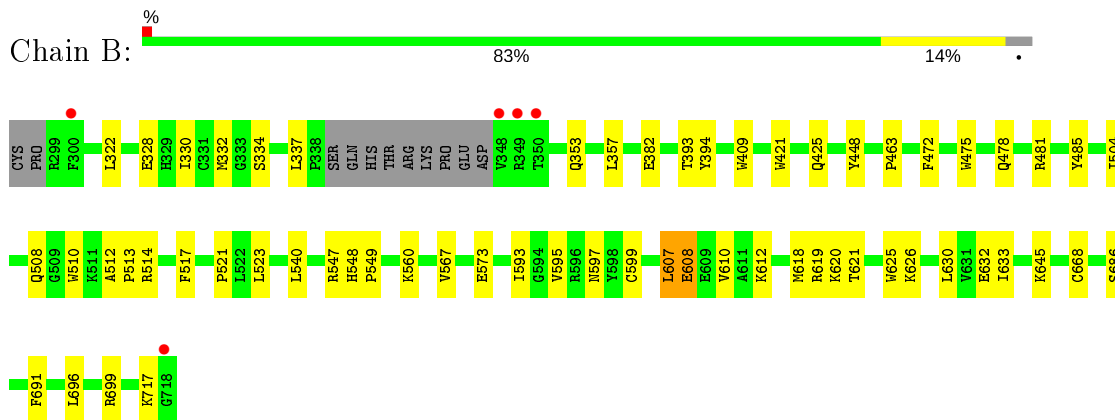 %
Chain B:
83% 14% •
CYS PRO R299 F300 L322 E328 H329 I330 C331 M332 G333 S334 L337 P338 SER GLN HIS THR ARG LYS PRO GLU ASP V348 R349 T350 Q353 L357 E382 T393 Y394 W409 W421 Q425 Y448 P463 F472 W475 Q478 R481 Y485
Q508 G509 W510 K511 A512 P513 R514 F517 P521 L522 L523 L540 R547 H548 P549 K560 V567 E573 I593 G594 V595 R596 N597 Y598 C599 L607 E608 E609 V610 A611 K612 M618 R619 K620 T621 W625 K626 L630 V631 E632 I633 K645 C668
F691 L696 R699 K717 G718